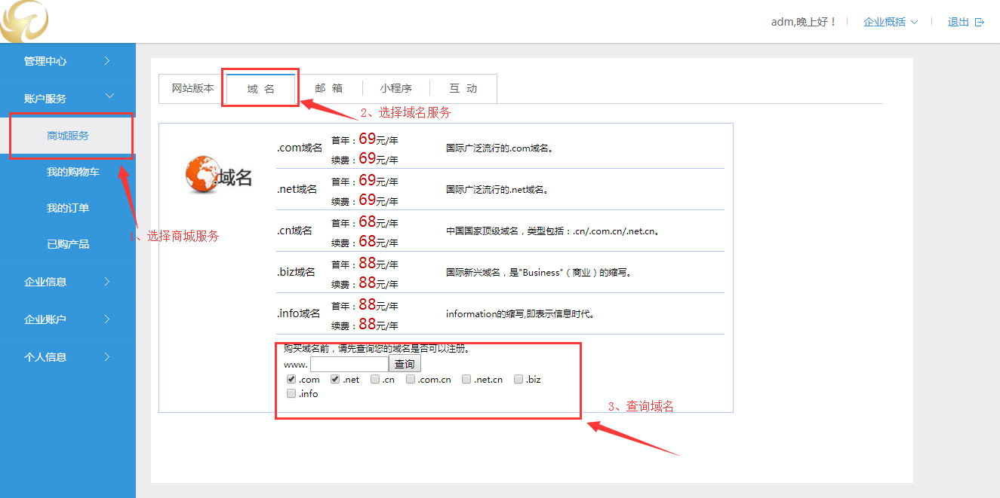 adm,晚上好！ 企业概括 退出
管理中心
账户服务
商城服务
我的购物车
我的订单
已购产品
企业信息
企业账户
个人信息
1、选择商城服务
网站版本 域 名 邮 箱 小程序 互 动
2、选择域名服务
.域名
.com域名 首年：69元/年 国际广泛流行的.com域名。
续费：69元/年
.net域名 首年：69元/年 国际广泛流行的.net域名。
续费：69元/年
.cn域名 首年：68元/年 中国国家顶级域名，类型包括：.cn/.com.cn/.net.cn。
续费：68元/年
.biz域名 首年：88元/年 国际新兴域名，是"Business"（商业）的缩写。
续费：88元/年
.info域名 首年：88元/年 information的缩写,即表示信息时代。
续费：88元/年
购买域名前，请先查询您的域名是否可以注册。
www. 查询
.com .net .cn .com.cn .net.cn .biz
.info
3、查询域名